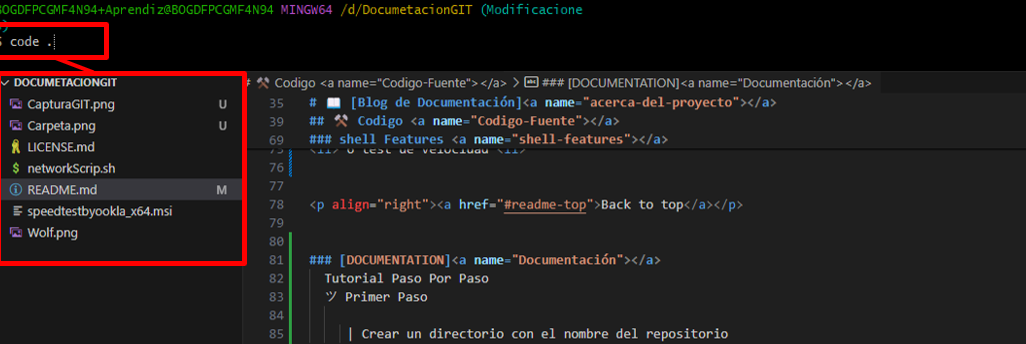 BOGDFPCGMF4N94+Aprendiz@BOGDFPCGMF4N94 MINGW64 /d/DocumetacionGIT (Modificacione
)
$ code .
DOCUMETACIONGIT
CapturaGIT.png U
Carpeta.png U
LICENSE.md
networkScrip.sh
README.md M
speedtestbyookla_x64.msi
Wolf.png
# ⚒ Codigo <a name="Codigo-Fuente"></a> > ### [DOCUMENTATION]<a name="Documentación"></a>
35 # 📖 [Blog de Documentación]<a name="acerca-del-proyecto"></a>
39 ## ⚒ Codigo <a name="Codigo-Fuente"></a>
69 ### shell Features <a name="shell-features"></a>
76
77
78 <p align="right"><a href="#readme-top">Back to top</a></p>
79
80
81 ### [DOCUMENTATION]<a name="Documentación"></a>
82 Tutorial Paso Por Paso
83 ツ Primer Paso
84
85 | Crear un directorio con el nombre del repositorio